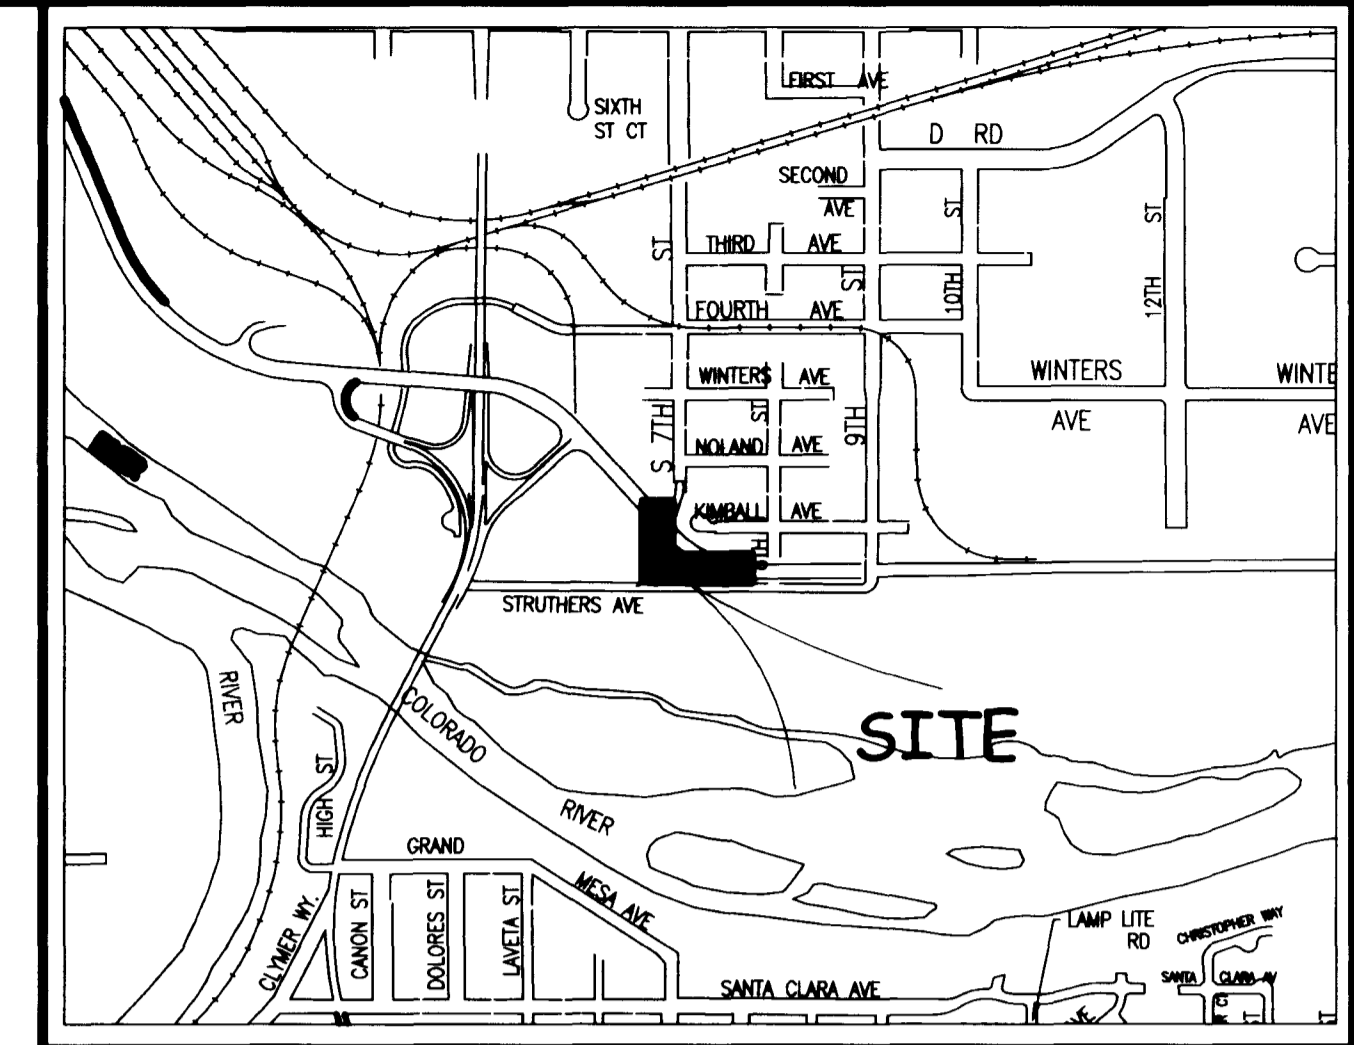 FIRST AVE
SIXTH
ST CT
D RD
SECOND
AVE
ST
ST
ST
THIRD AVE
ST
10TH
12TH
FOURTH AVE
WINTERS AVE
WINTERS
AVE
WINTE
AVE
ST
S 7TH
9TH
NOLAND AVE
KIMBALL AVE
STRUTHERS AVE
RIVER
COLORADO
RIVER
SITE
HIGH ST
GRAND
MESA AVE
CLYMER WY.
CANON ST
DOLORES ST
LAVETA ST
LAMP LITE
RD
CHRISTOPHER WAY
SANTA CLARA AV
SANTA CLARA AVE
ST
ST